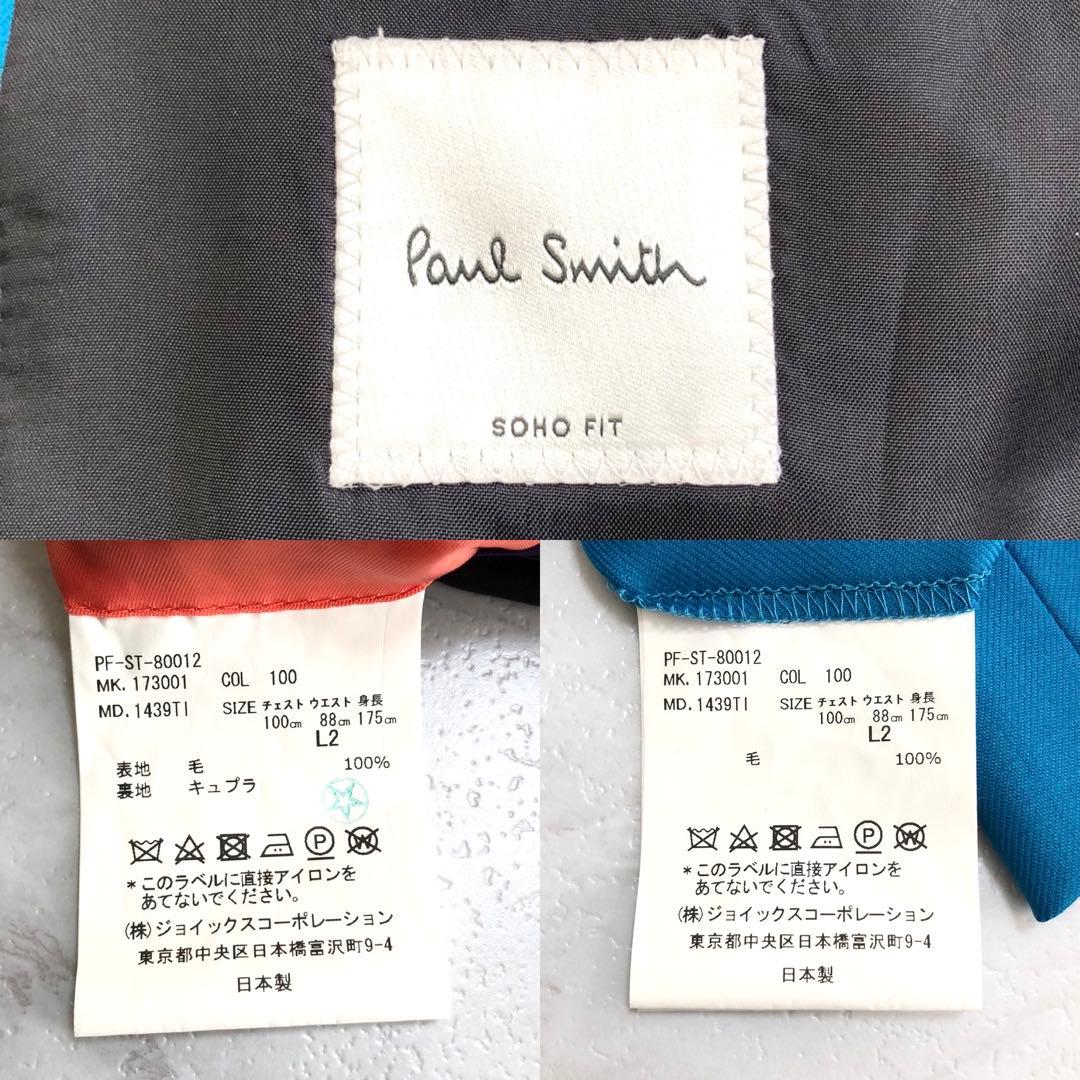 Paul Smith
SOHO FIT
PF-ST-80012
MK. 173001 COL 100
MD. 1439TI SIZE チェスト ウエスト 身長
100㎝ 88㎝ 175㎝
L2
表地 毛 100%
裏地 キュプラ
P W
*このラベルに直接アイロンを
あてないでください。
(株)ジョイックスコーポレーション
東京都中央区日本橋富沢町9-4
日本製
PF-ST-80012
MK. 173001 COL 100
MD. 1439TI SIZE チェスト ウエスト 身長
100㎝ 88㎝ 175㎝
L2
毛 100%
P W
*このラベルに直接アイロンを
あてないでください。
(株)ジョイックスコーポレーション
東京都中央区日本橋富沢町9-4
日本製